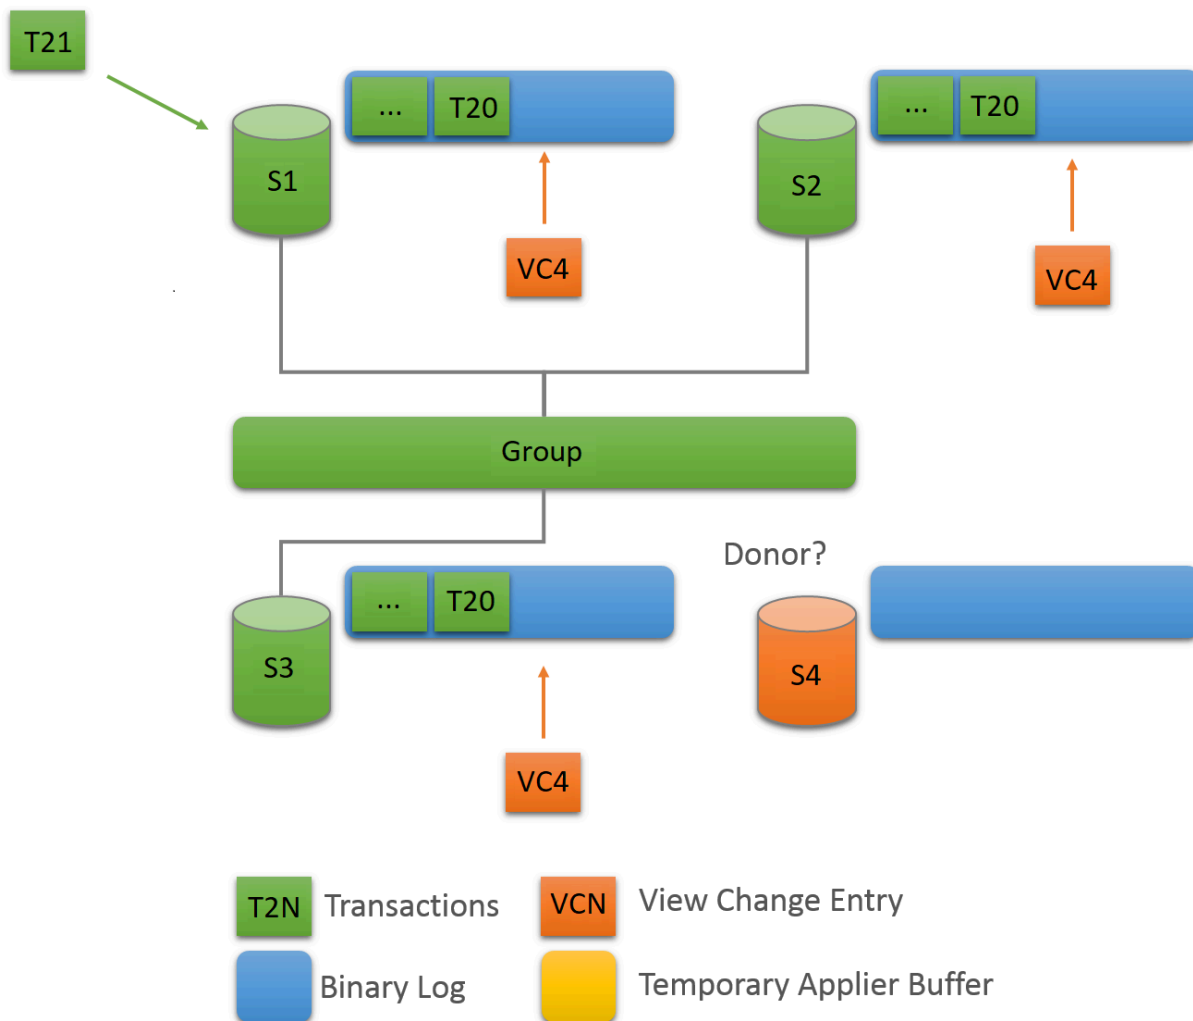 T21
... T20
S1
VC4
... T20
S2
VC4
Group
Donor?
... T20
S3
VC4
S4
T2N Transactions
VCN View Change Entry
Binary Log
Temporary Applier Buffer